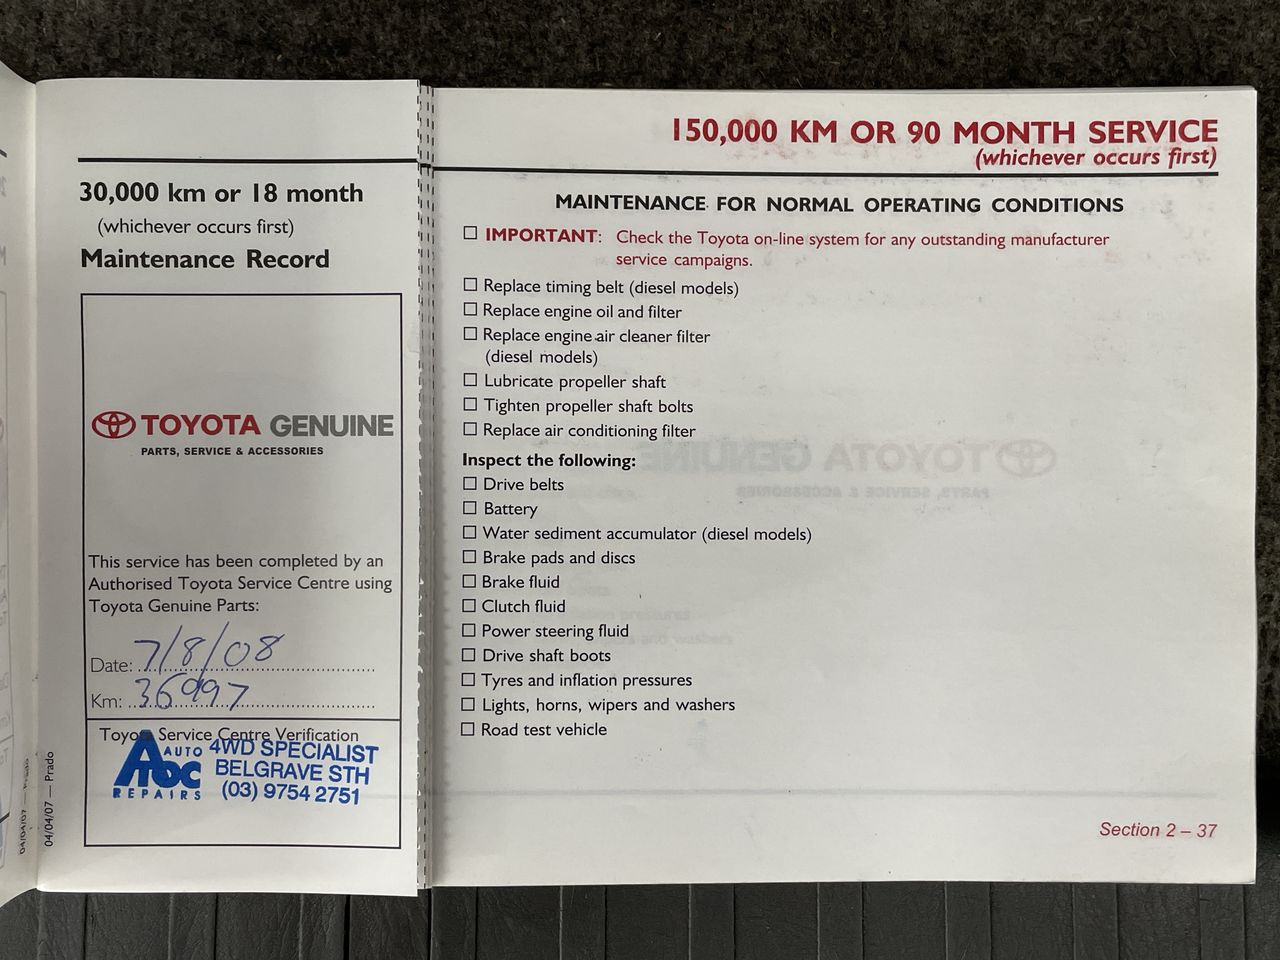 30,000 km or 18 month
(whichever occurs first)
Maintenance Record
TOYOTA GENUINE
PARTS, SERVICE & ACCESSORIES
This service has been completed by an
Authorised Toyota Service Centre using
Toyota Genuine Parts:
Date: 7/8/08
Km: 36997
Toyota Service Centre Verification
ATOC AUTO REPAIRS
4WD SPECIALIST
BELGRAVE STH
(03) 9754 2751
04/04/07 — Prado
150,000 KM OR 90 MONTH SERVICE
(whichever occurs first)
MAINTENANCE FOR NORMAL OPERATING CONDITIONS
IMPORTANT: Check the Toyota on-line system for any outstanding manufacturer
service campaigns.
Replace timing belt (diesel models)
Replace engine oil and filter
Replace engine air cleaner filter
(diesel models)
Lubricate propeller shaft
Tighten propeller shaft bolts
Replace air conditioning filter
Inspect the following:
Drive belts
Battery
Water sediment accumulator (diesel models)
Brake pads and discs
Brake fluid
Clutch fluid
Power steering fluid
Drive shaft boots
Tyres and inflation pressures
Lights, horns, wipers and washers
Road test vehicle
Section 2 – 37